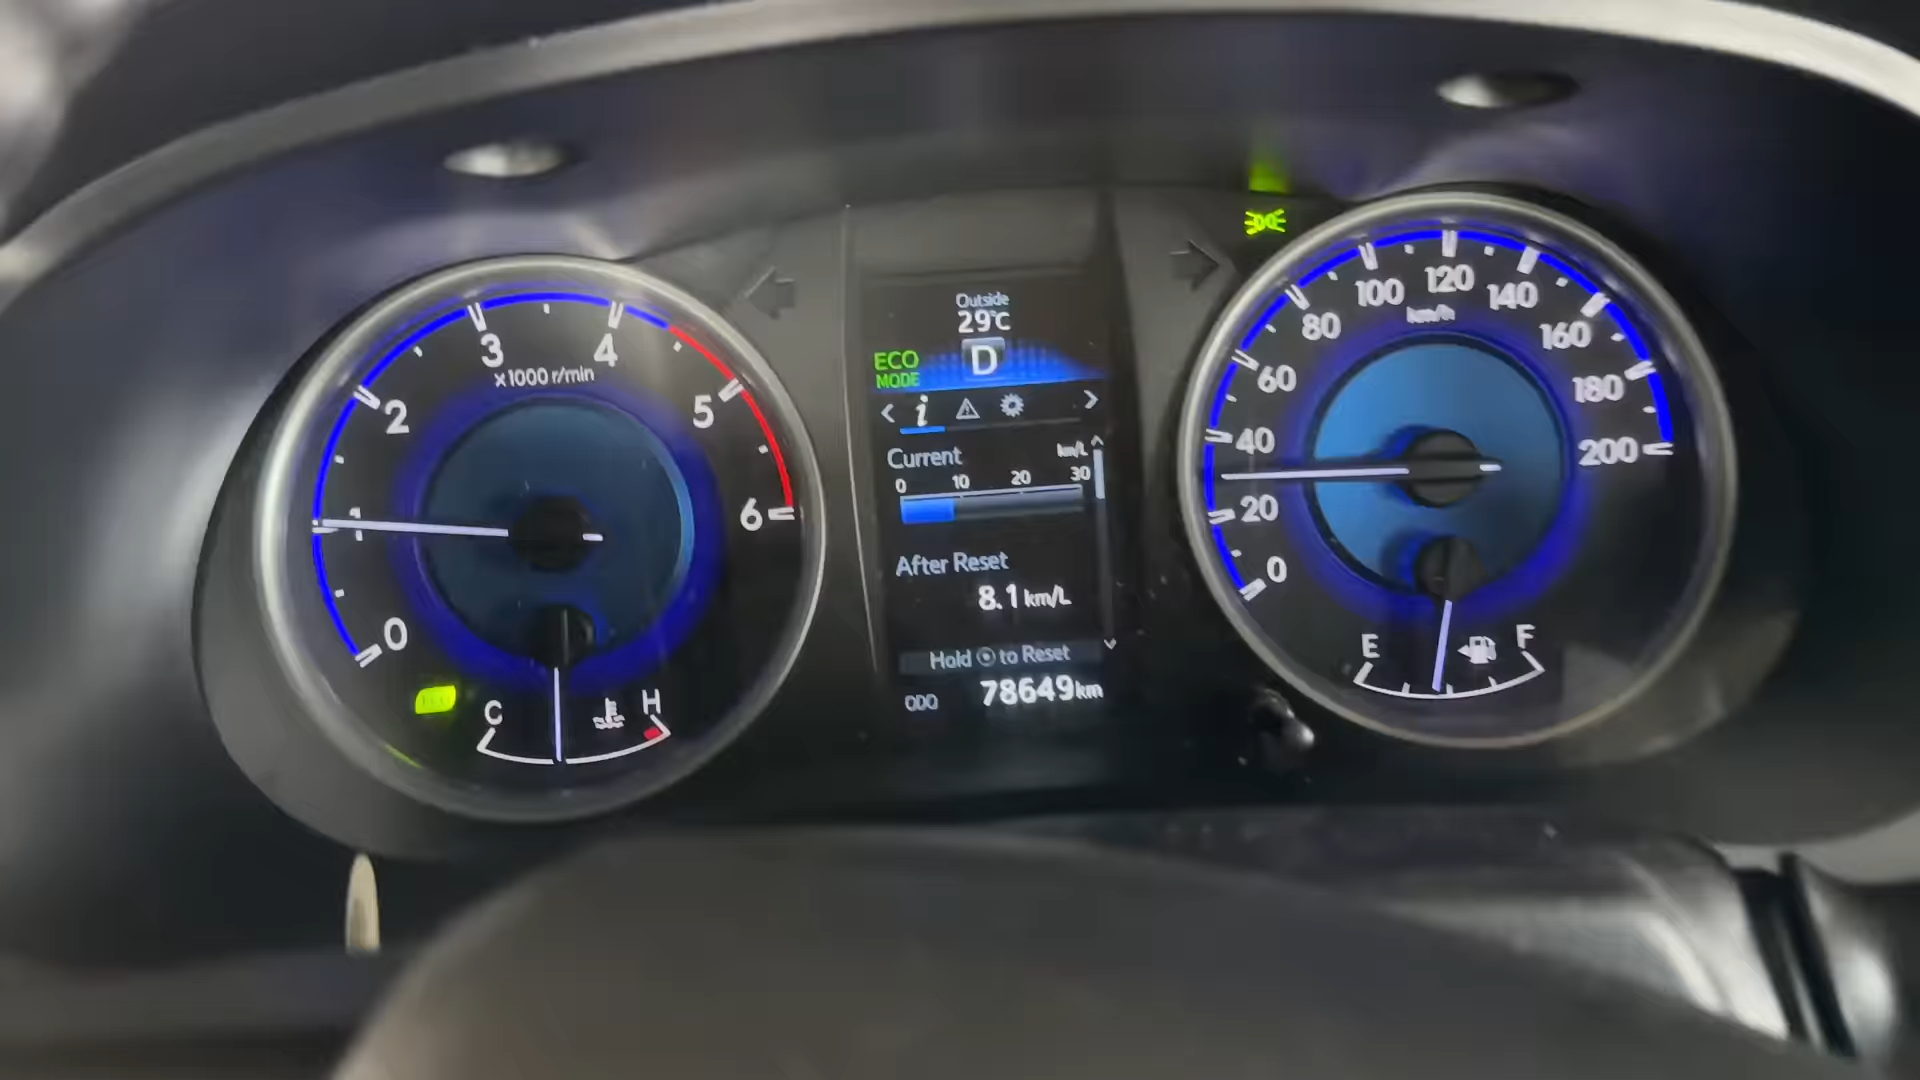 3
4
x1000 r/min
2
5
1
6
0
C
H
Outside
29°C
ECO
MODE
D
i
Current
km/L
0 10 20 30
After Reset
8.1 km/L
Hold to Reset
ODO 78649 km
120
100
140
km/h
80
160
60
180
40
200
20
0
E
F